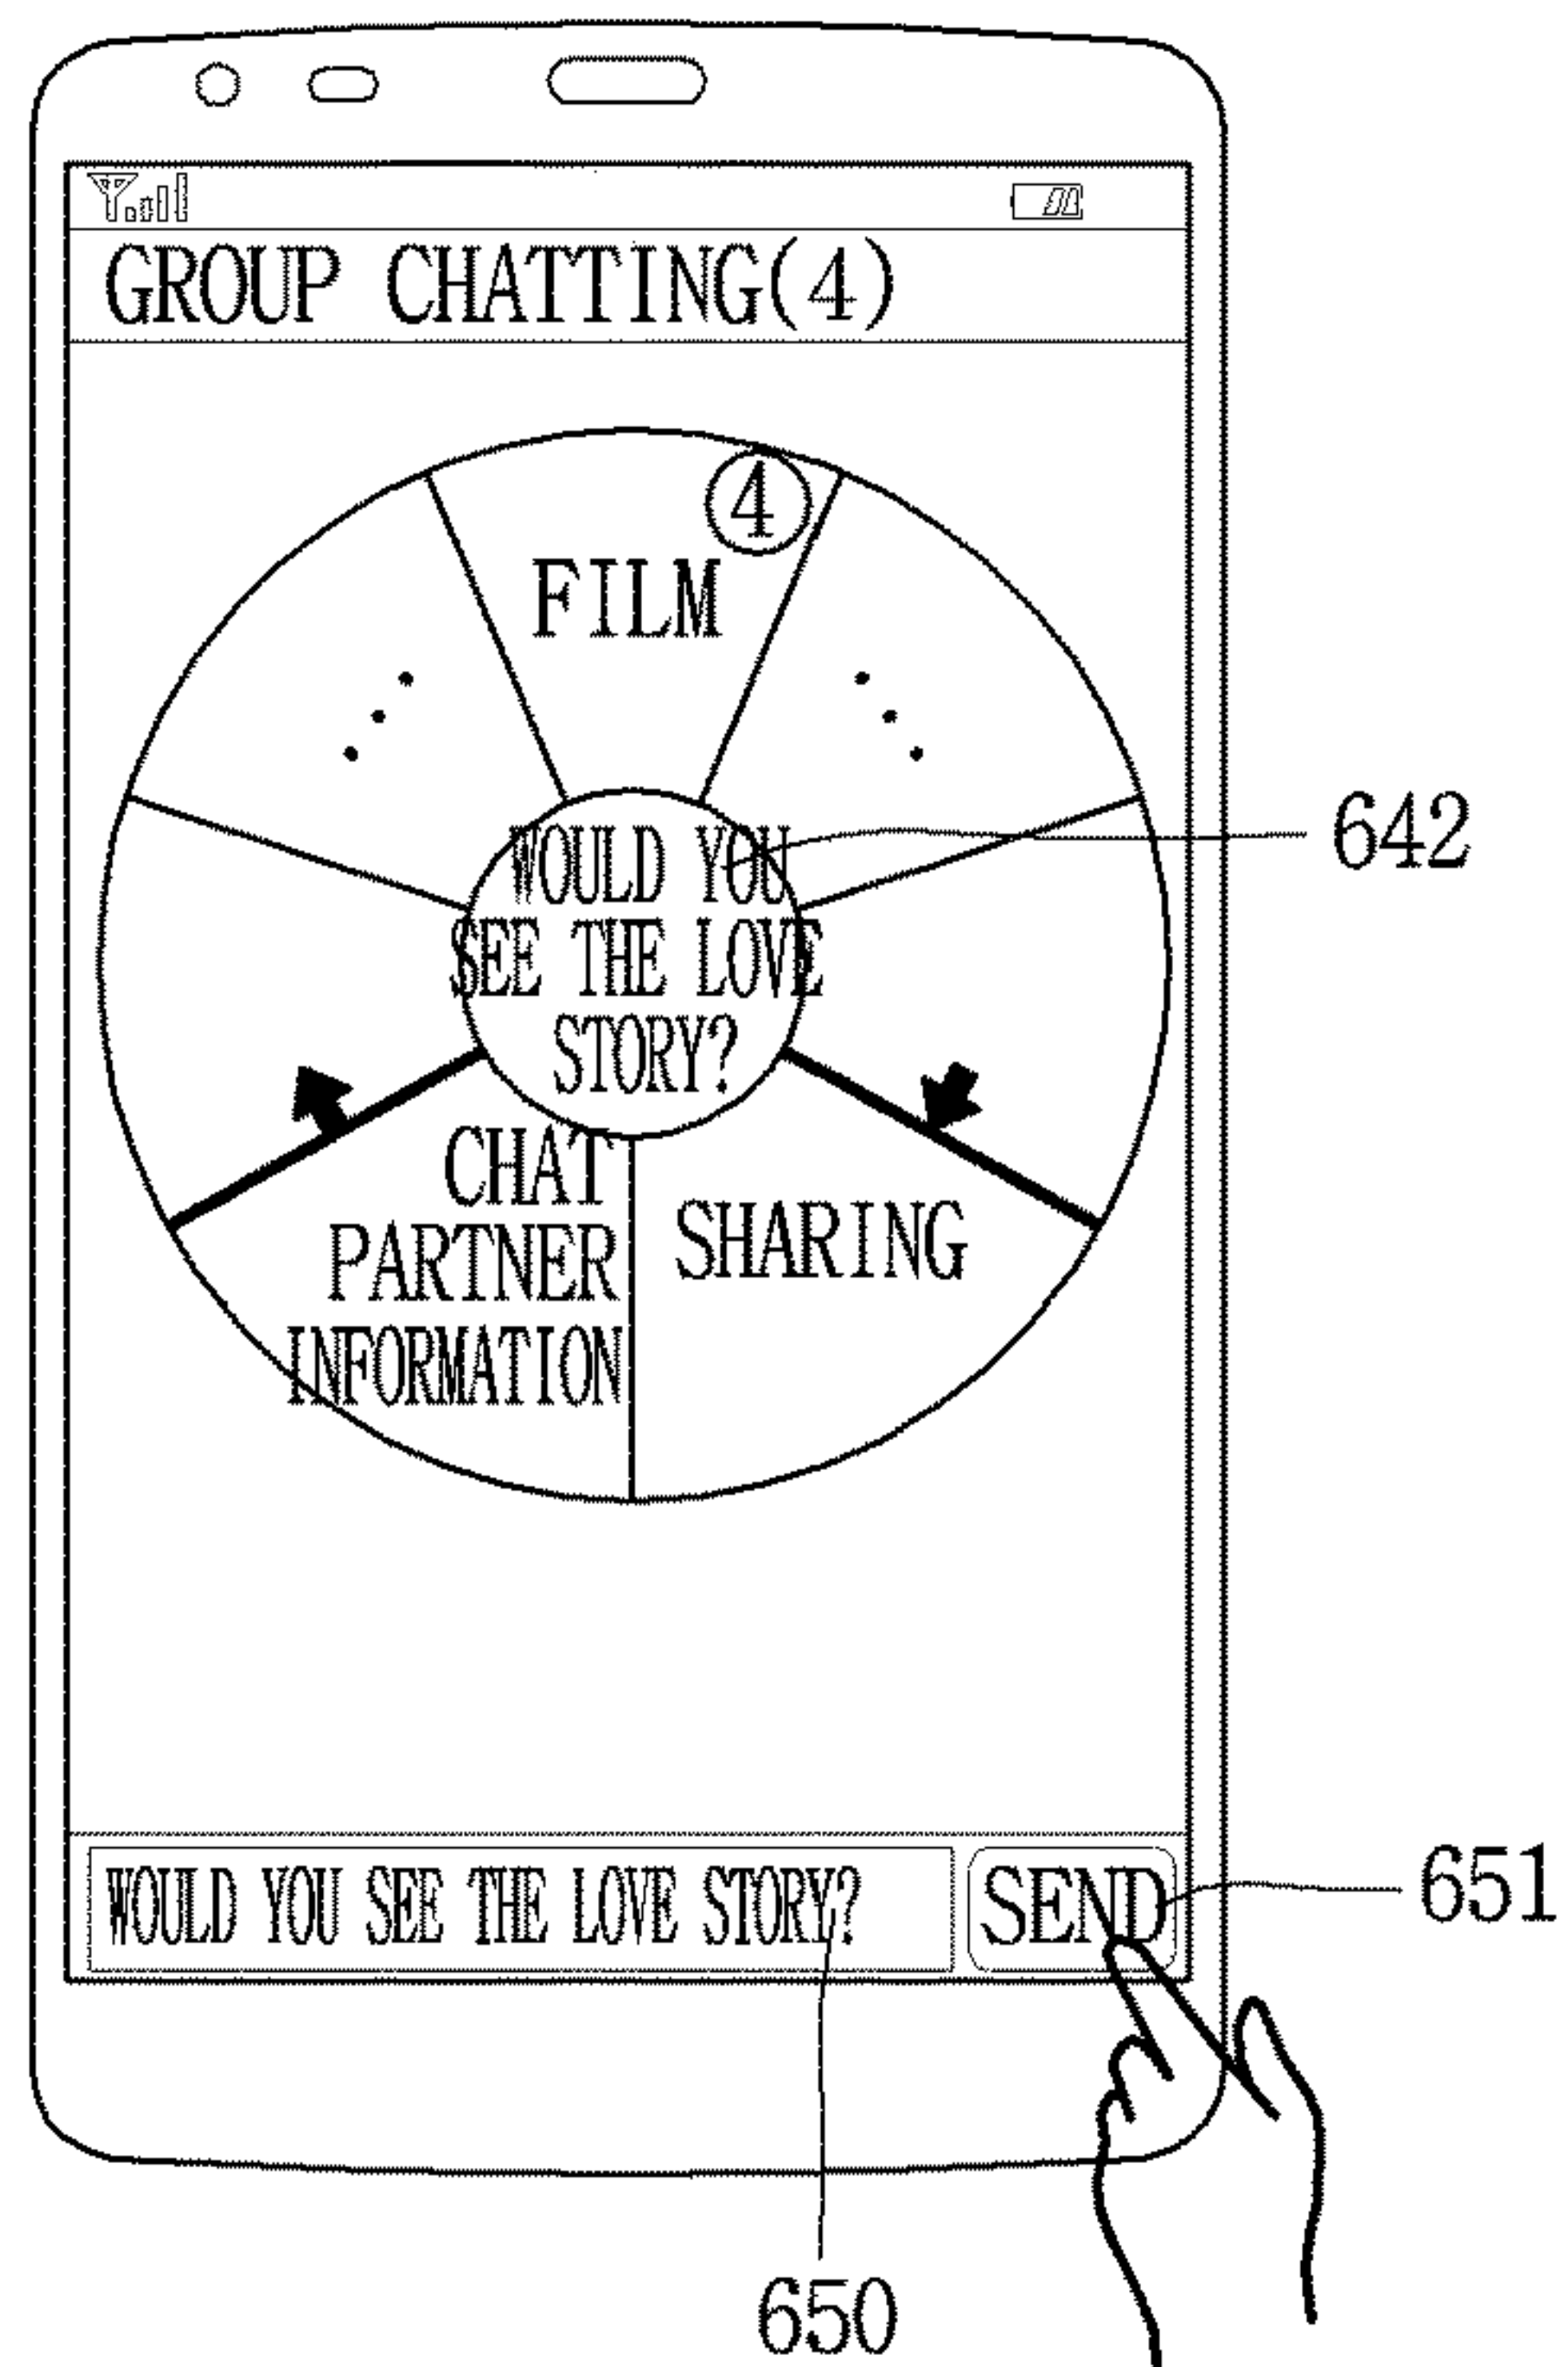 GROUP CHATTING(4)
4
FILM
642
WOULD YOU
SEE THE LOVE
STORY?
CHAT
PARTNER
INFORMATION
SHARING
WOULD YOU SEE THE LOVE STORY?
SEND
651
650